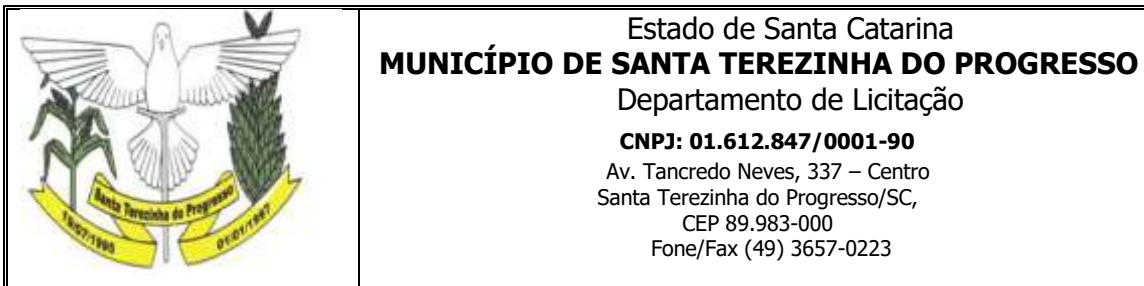 Santa Terezinha do Progresso
19/07/1995
01/01/1997
Estado de Santa Catarina
MUNICÍPIO DE SANTA TEREZINHA DO PROGRESSO
Departamento de Licitação
CNPJ: 01.612.847/0001-90
Av. Tancredo Neves, 337 – Centro
Santa Terezinha do Progresso/SC,
CEP 89.983-000
Fone/Fax (49) 3657-0223